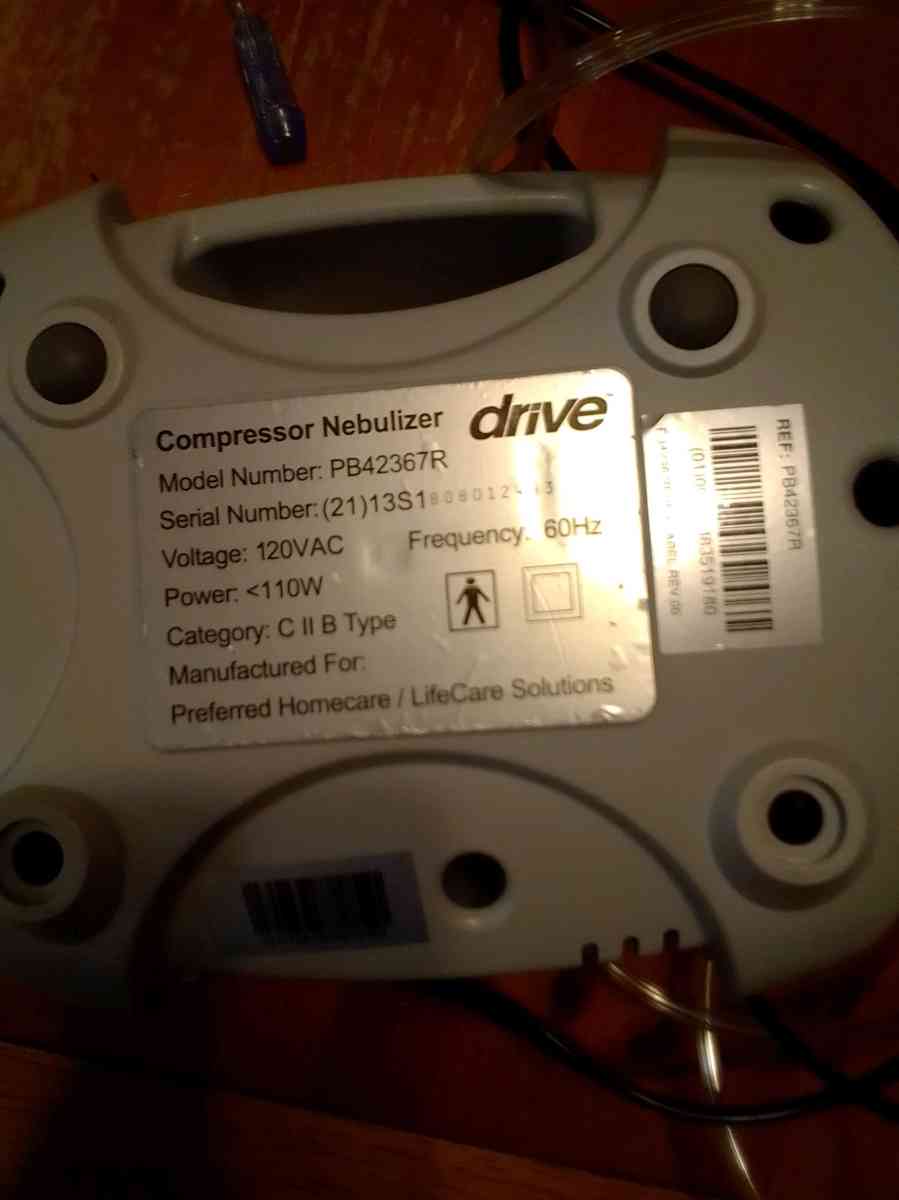 Compressor Nebulizer drive
Model Number: PB42367R
Serial Number: (21)13S1
Voltage: 120VAC Frequency: 60Hz
Power: <110W
Category: C II B Type
Manufactured For:
Preferred Homecare / LifeCare Solutions
REF: PB42367R